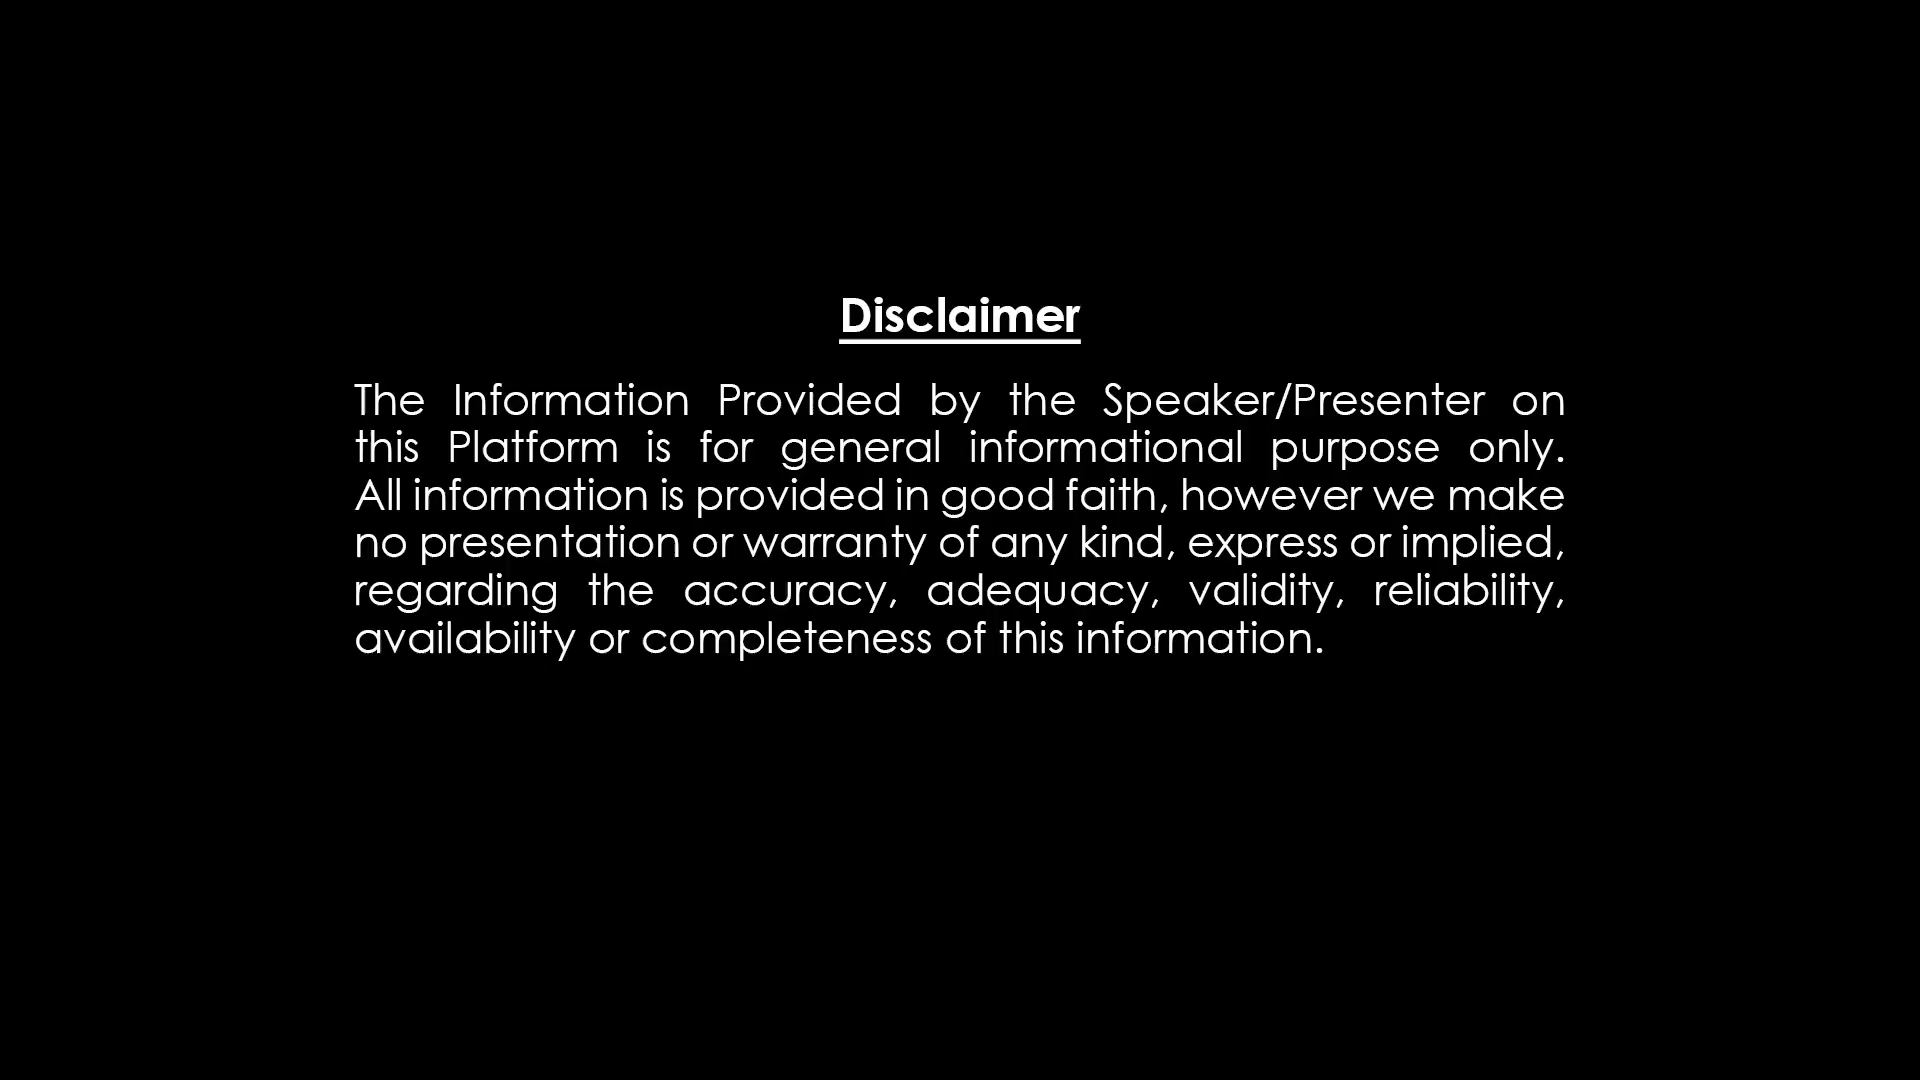 Disclaimer
The Information Provided by the Speaker/Presenter on
this Platform is for general informational purpose only.
All information is provided in good faith, however we make
no presentation or warranty of any kind, express or implied,
regarding the accuracy, adequacy, validity, reliability,
availability or completeness of this information.